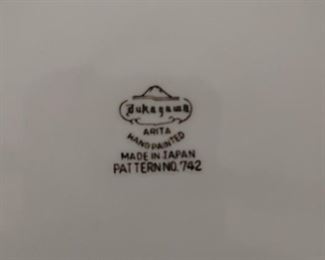 Fukagawa
ARITA
HAND PAINTED
MADE IN JAPAN
PATTERN NO. 742